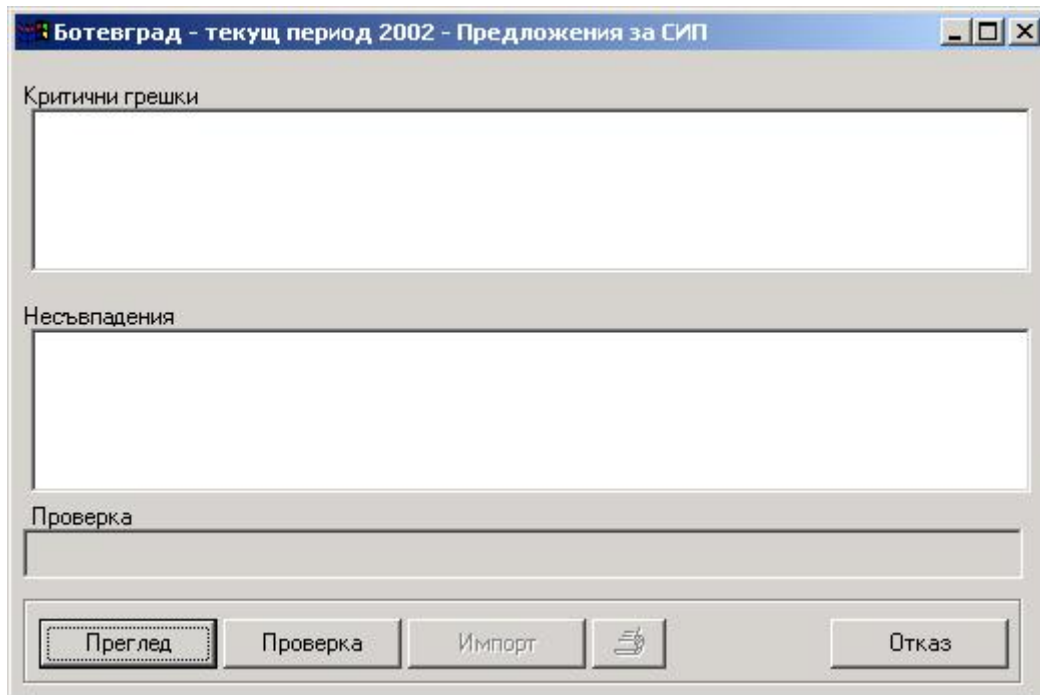 Ботевград - текущ период 2002 - Предложения за СИП
Критични грешки
Несъвпадения
Проверка
Преглед Проверка Импорт Отказ